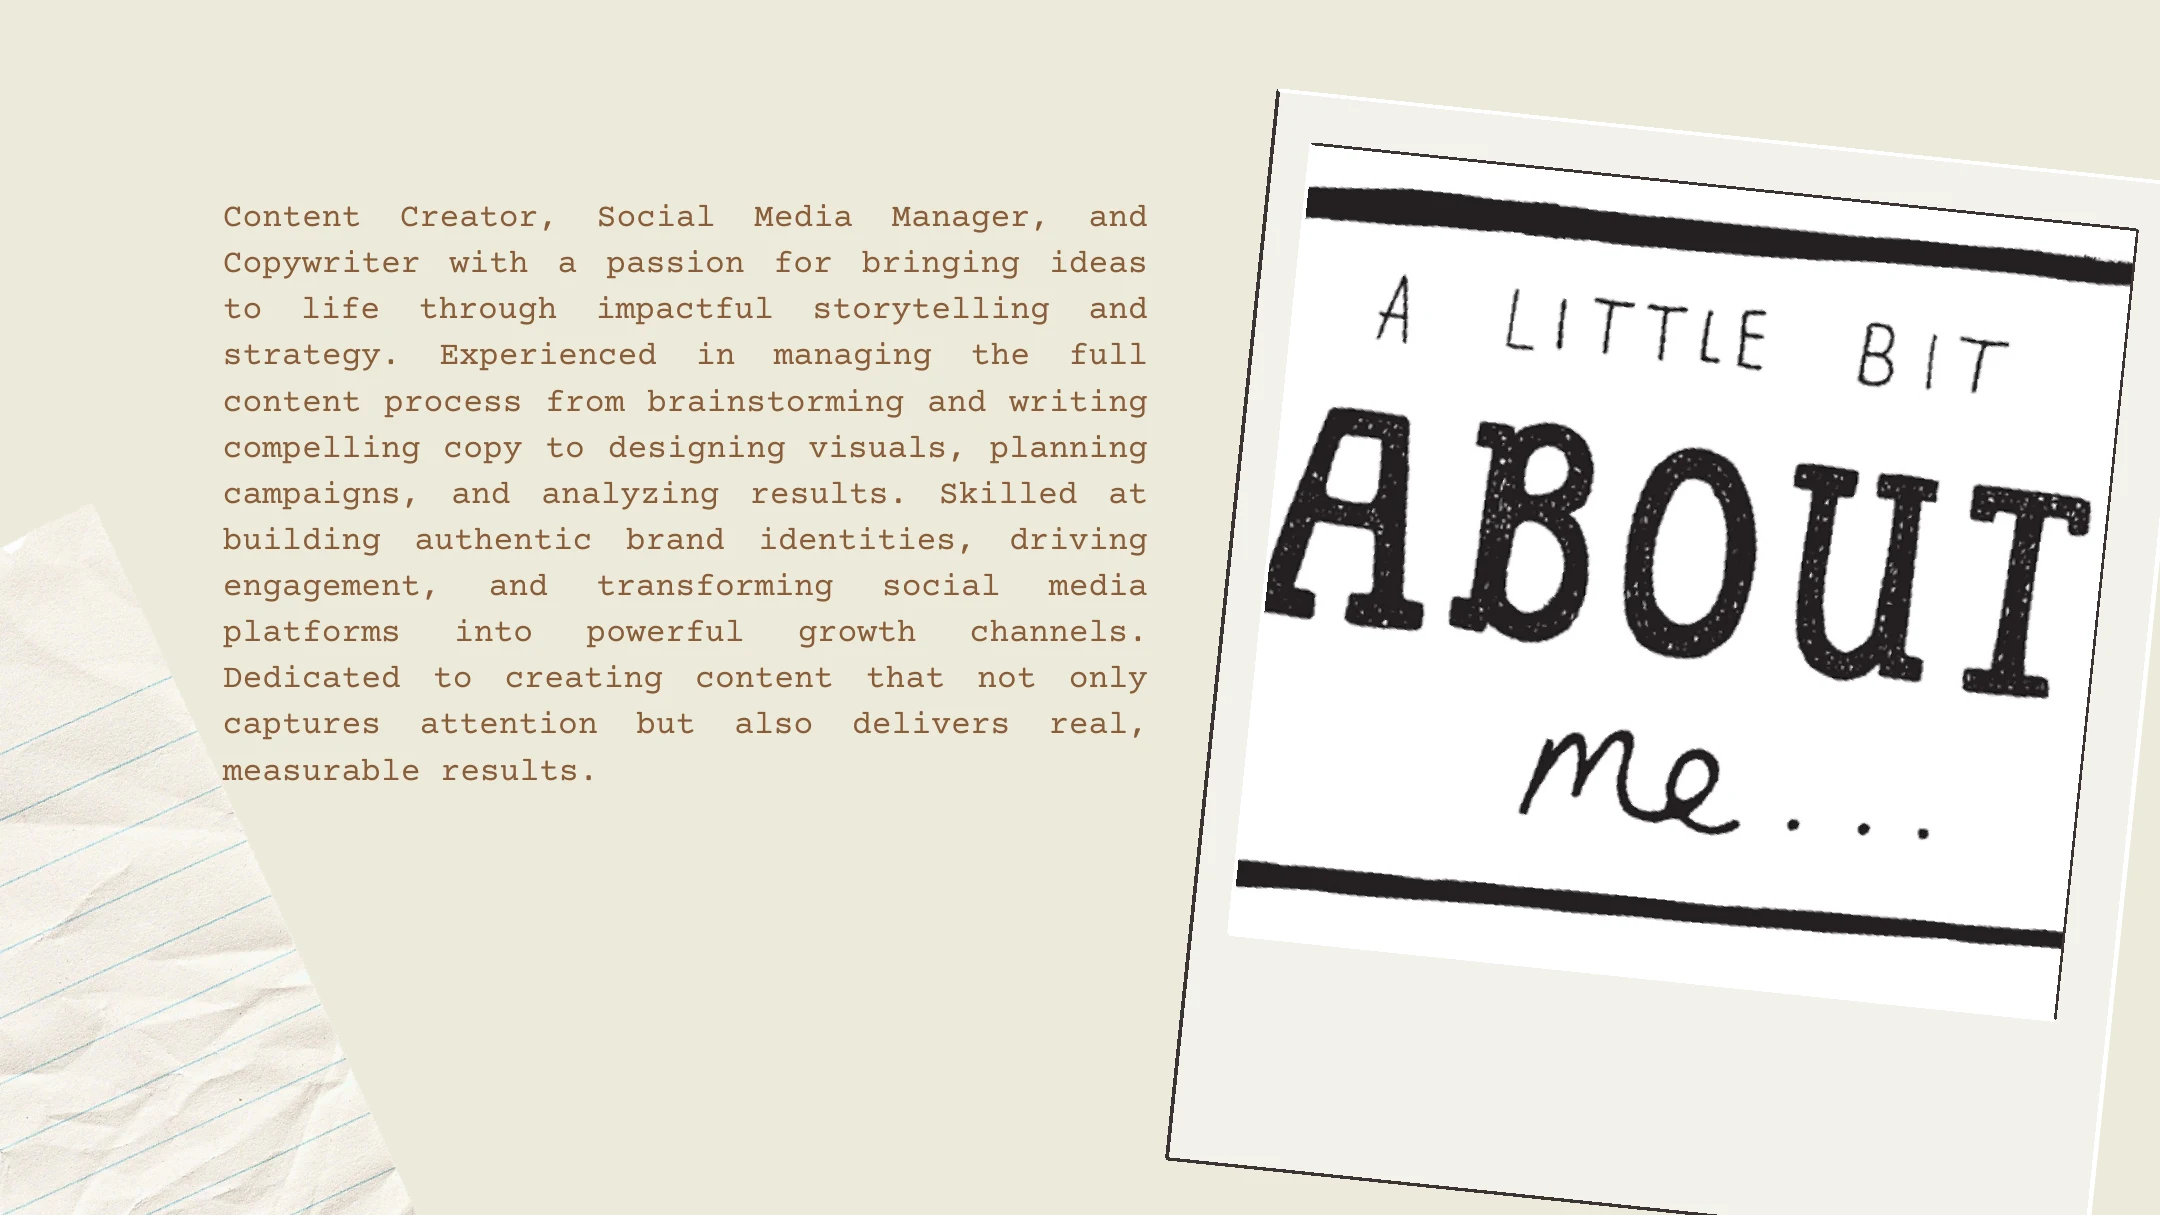 Content Creator, Social Media Manager, and
Copywriter with a passion for bringing ideas
to life through impactful storytelling and
strategy. Experienced in managing the full
content process from brainstorming and writing
compelling copy to designing visuals, planning
campaigns, and analyzing results. Skilled at
building authentic brand identities, driving
engagement, and transforming social media
platforms into powerful growth channels.
Dedicated to creating content that not only
captures attention but also delivers real,
measurable results.
A LITTLE BIT
ABOUT
me...